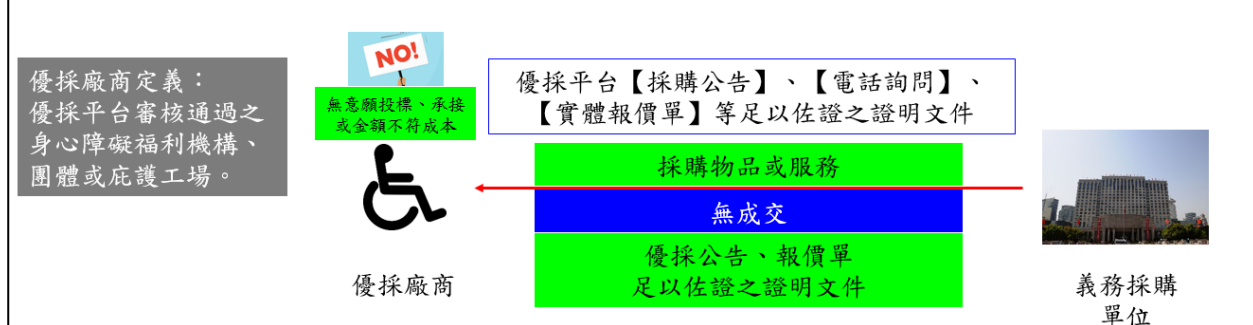 優採廠商定義：
優採平台審核通過之
身心障礙福利機構、
團體或庇護工場。
NO!
無意願投標、承接
或金額不符成本
優採廠商
優採平台【採購公告】、【電話詢問】、
【實體報價單】等足以佐證之證明文件
採購物品或服務
無成交
優採公告、報價單
足以佐證之證明文件
義務採購
單位